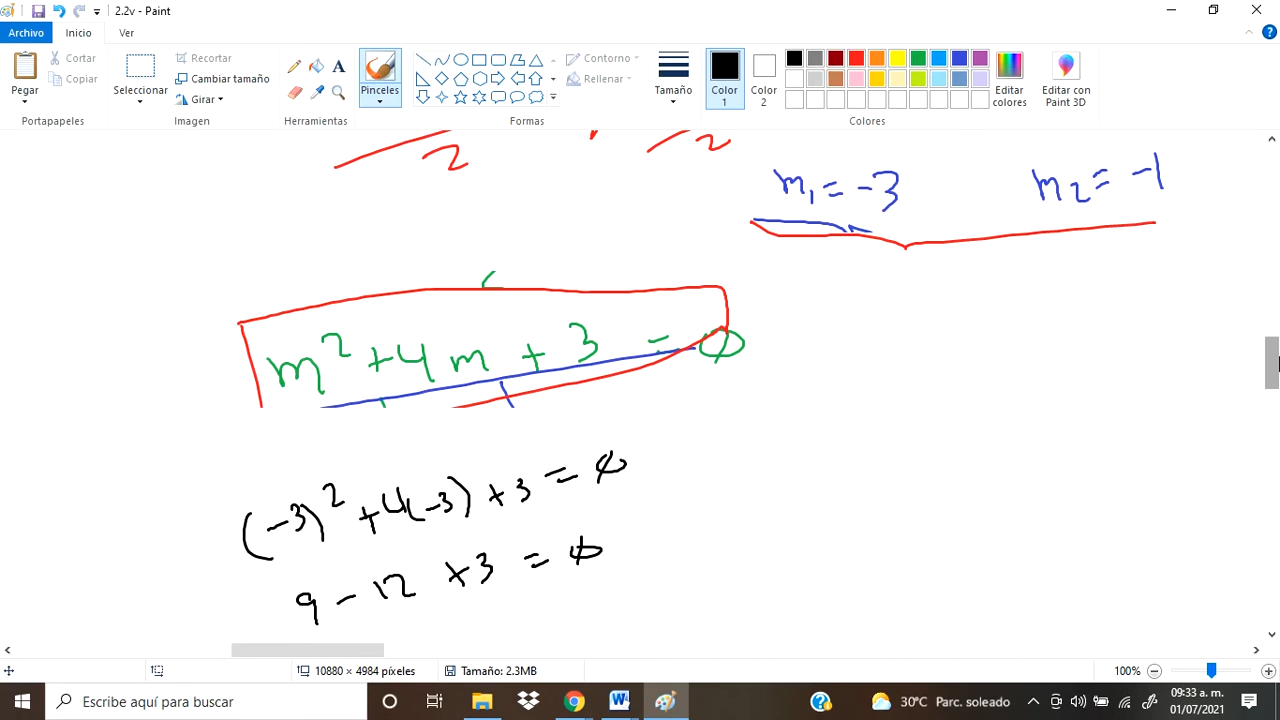 2.2v - Paint
Archivo Inicio Ver
Pegar
Cortar
Copiar
Portapapeles
Seleccionar
Recortar
Cambiar tamaño
Girar
Imagen
A
Herramientas
Pinceles
Contorno
Rellenar
Formas
Tamaño
Color 1
Color 2
Editar colores
Editar con Paint 3D
Colores
2 2
m₁ = -3 m₂ = -1
m² + 4m + 3 = 0
(-3)² + 4(-3) + 3 = 0
9 - 12 + 3 = 0
10880 × 4984 píxeles Tamaño: 2.3MB 100%
Escribe aquí para buscar
30°C Parc. soleado
09:33 a. m.
01/07/2021